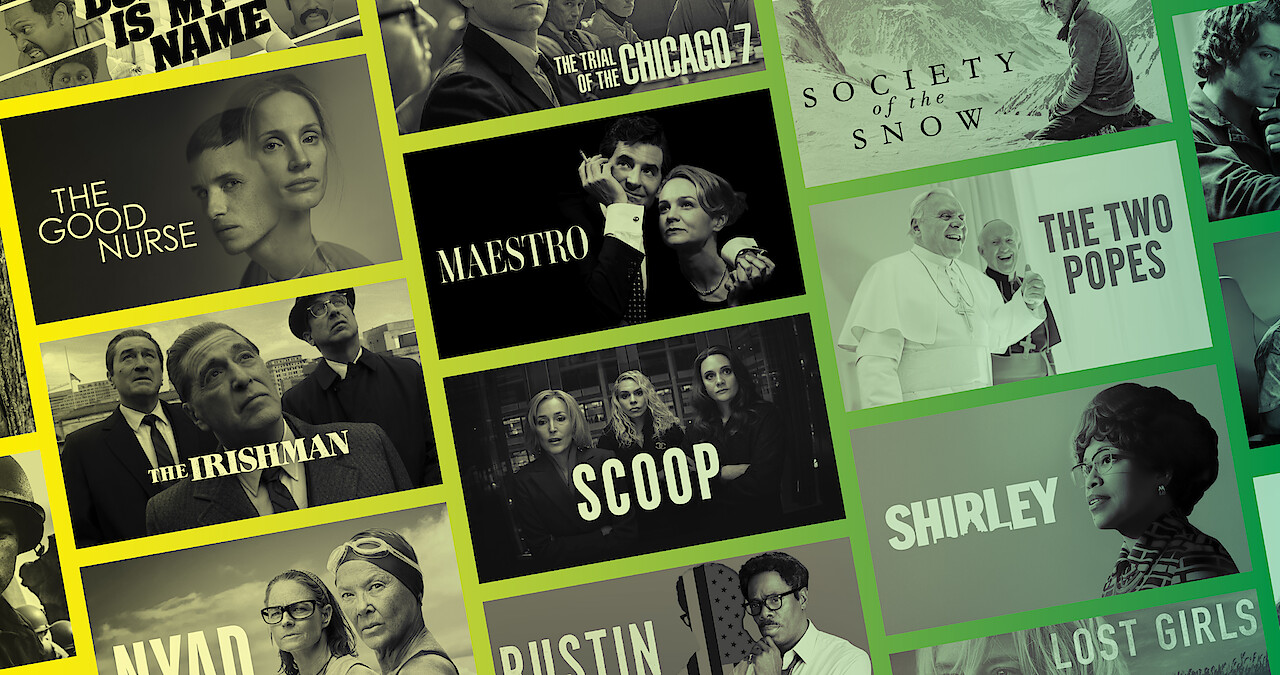 IS MY
NAME
THE TRIAL
OF THE CHICAGO 7
SOCIETY
of the
SNOW
THE
GOOD
NURSE
MAESTRO
THE TWO
POPES
THE IRISHMAN
SCOOP
SHIRLEY
NYAD
RUSTIN
LOST GIRLS